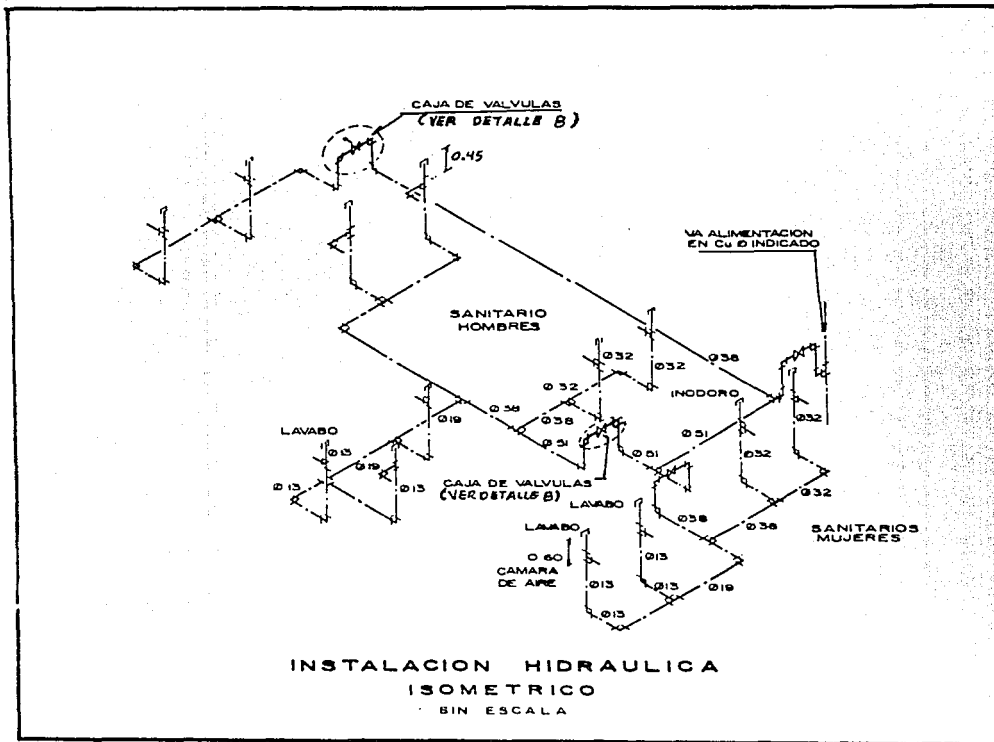 CAJA DE VALVULAS
(VER DETALLE B)
0.45
VA ALIMENTACION
EN Cu Ø INDICADO
SANITARIO
HOMBRES
Ø32
Ø32
Ø38
Ø32
INODORO
Ø19
Ø38
Ø38
Ø32
LAVABO
Ø51
Ø51
Ø13
Ø19
Ø51
Ø32
Ø13
Ø13
CAJA DE VALVULAS
(VER DETALLE B)
Ø32
LAVABO
Ø38
Ø38
SANITARIOS
MUJERES
LAVABO
0 60
CAMARA
DE AIRE
Ø13
Ø13
Ø13
Ø19
Ø13
INSTALACION HIDRAULICA
ISOMETRICO
SIN ESCALA